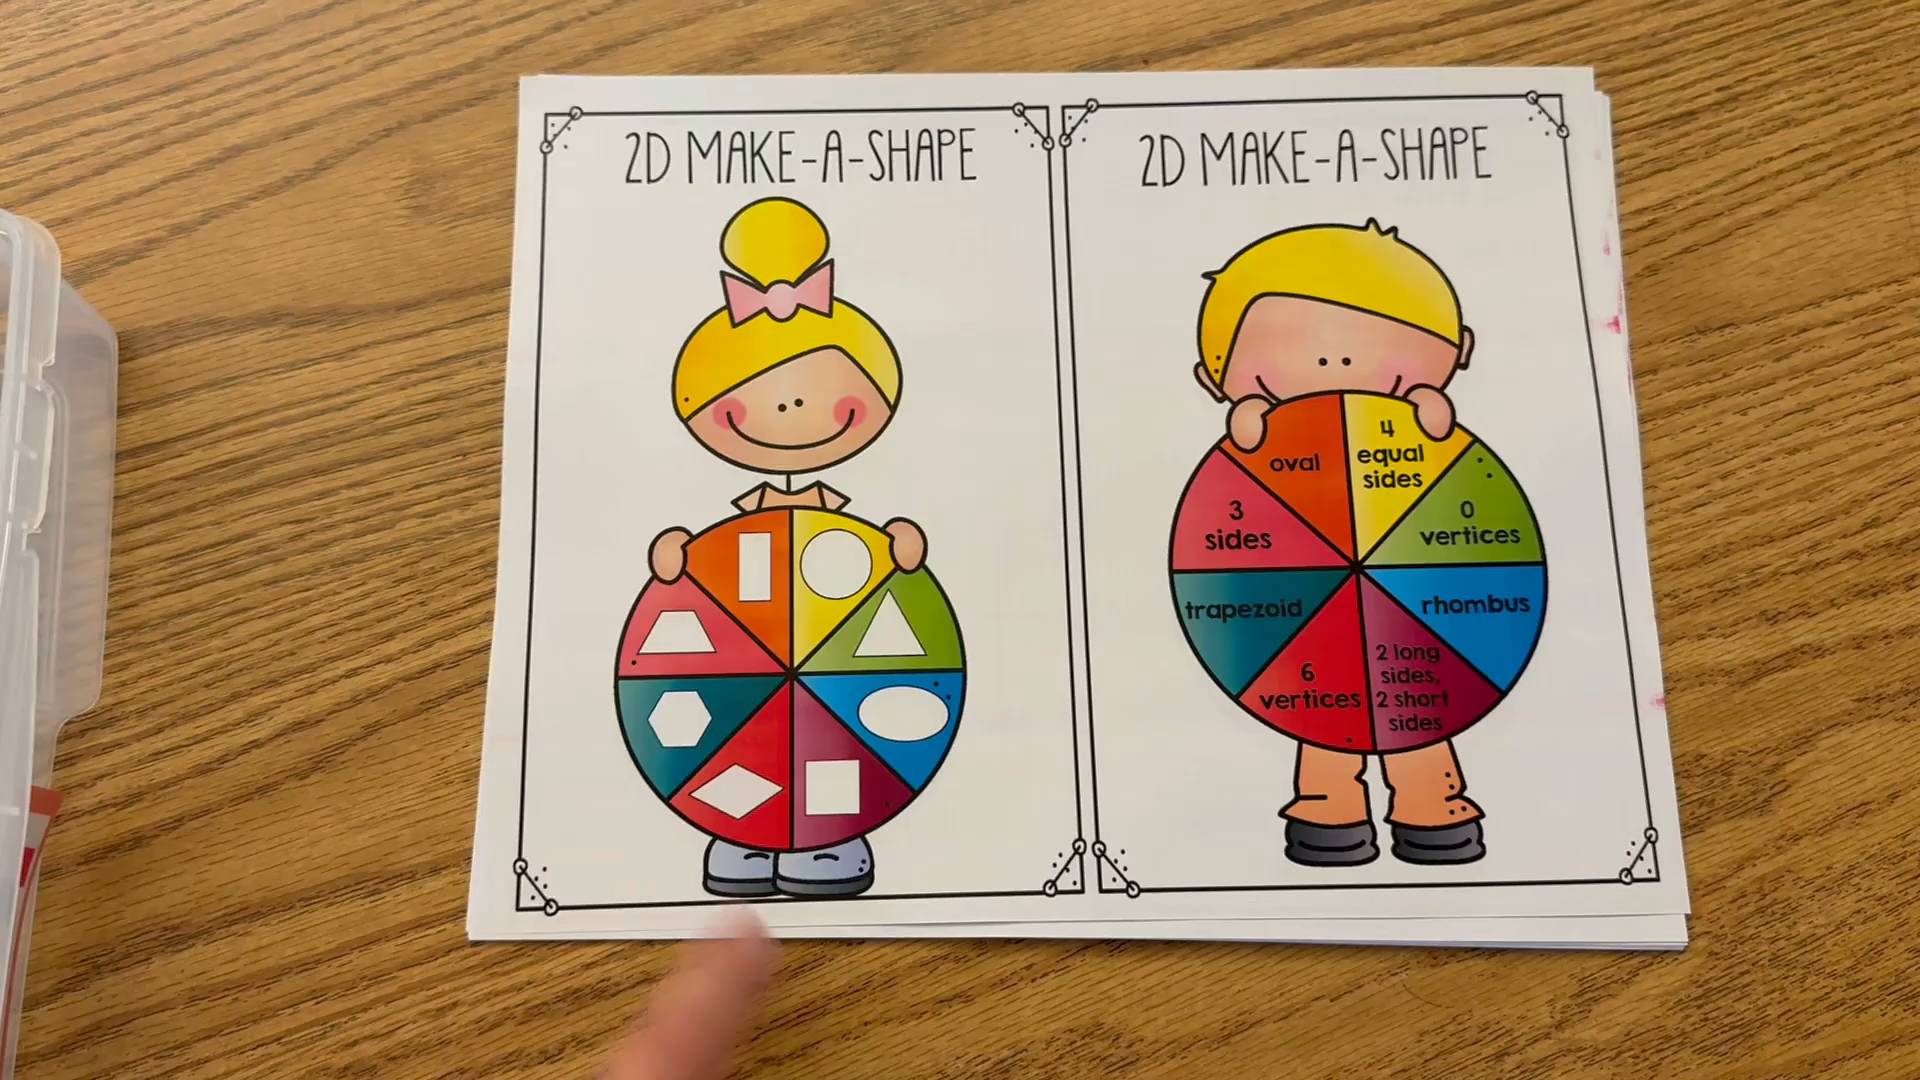 2D MAKE-A-SHAPE
2D MAKE-A-SHAPE
oval
4
equal
sides
3
sides
0
vertices
trapezoid
rhombus
6
vertices
2 long
sides,
2 short
sides